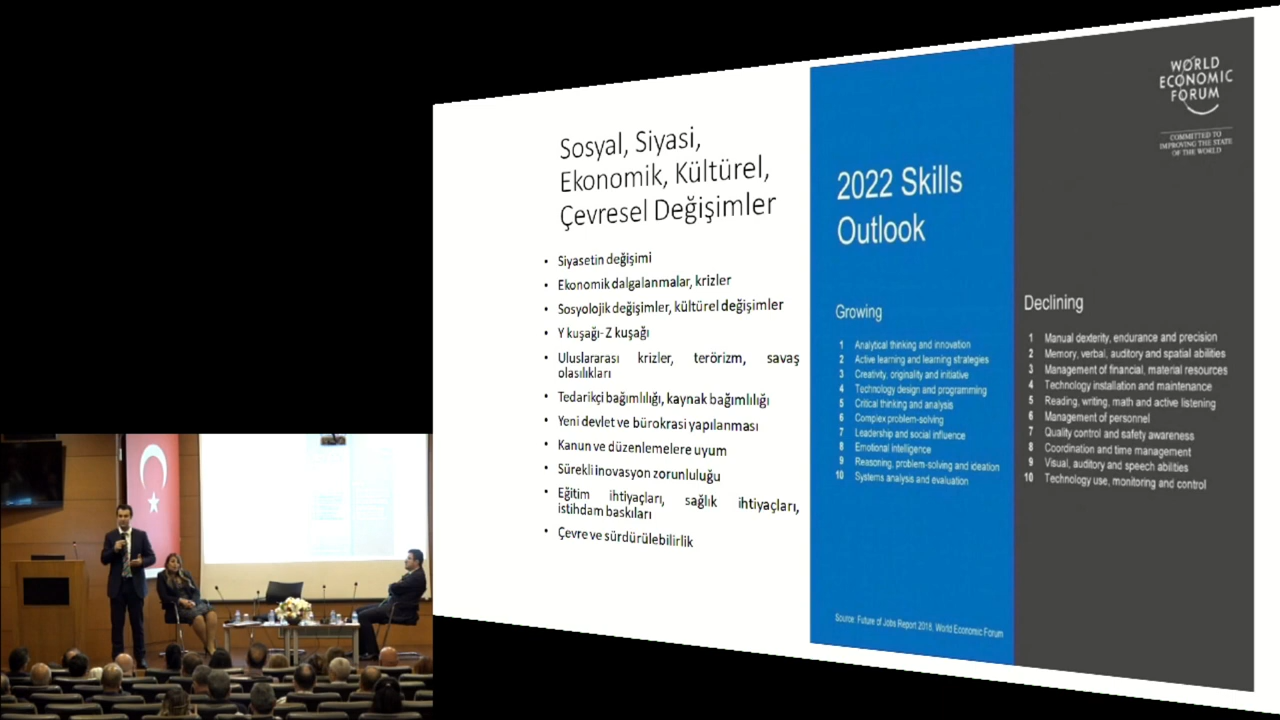 Sosyal, Siyasi,
Ekonomik, Kültürel,
Çevresel Değişimler
• Siyasetin değişimi
• Ekonomik dalgalanmalar, krizler
• Sosyolojik değişimler, kültürel değişimler
• Y kuşağı- Z kuşağı
• Uluslararası krizler, terörizm, savaş
olasılıkları
• Tedarikçi bağımlılığı, kaynak bağımlılığı
• Yeni devlet ve bürokrasi yapılanması
• Kanun ve düzenlemelere uyum
• Sürekli inovasyon zorunluluğu
• Eğitim ihtiyaçları, sağlık ihtiyaçları,
istihdam baskıları
• Çevre ve sürdürülebilirlik
2022 Skills
Outlook
Growing
1 Analytical thinking and innovation
2 Active learning and learning strategies
3 Creativity, originality and initiative
4 Technology design and programming
5 Critical thinking and analysis
6 Complex problem-solving
7 Leadership and social influence
8 Emotional intelligence
9 Reasoning, problem-solving and ideation
10 Systems analysis and evaluation
Source: Future of Jobs Report 2018, World Economic Forum
WORLD
ECONOMIC
FORUM
COMMITTED TO
IMPROVING THE STATE
OF THE WORLD
Declining
1 Manual dexterity, endurance and precision
2 Memory, verbal, auditory and spatial abilities
3 Management of financial, material resources
4 Technology installation and maintenance
5 Reading, writing, math and active listening
6 Management of personnel
7 Quality control and safety awareness
8 Coordination and time management
9 Visual, auditory and speech abilities
10 Technology use, monitoring and control